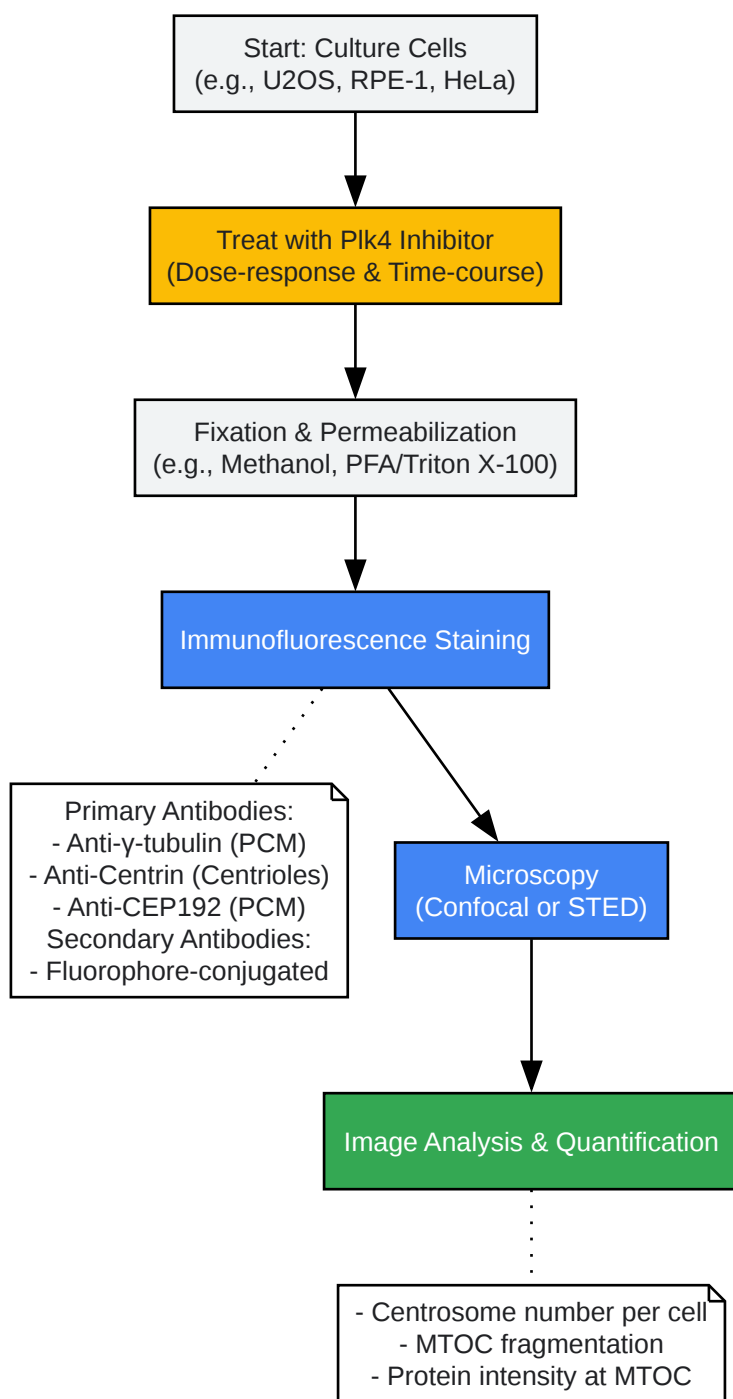 Start: Culture Cells
(e.g., U2OS, RPE-1, HeLa)
Treat with Plk4 Inhibitor
(Dose-response & Time-course)
Fixation & Permeabilization
(e.g., Methanol, PFA/Triton X-100)
Immunofluorescence Staining
Primary Antibodies:
- Anti-γ-tubulin (PCM)
- Anti-Centrin (Centrioles)
- Anti-CEP192 (PCM)
Secondary Antibodies:
- Fluorophore-conjugated
Microscopy
(Confocal or STED)
Image Analysis & Quantification
- Centrosome number per cell
- MTOC fragmentation
- Protein intensity at MTOC